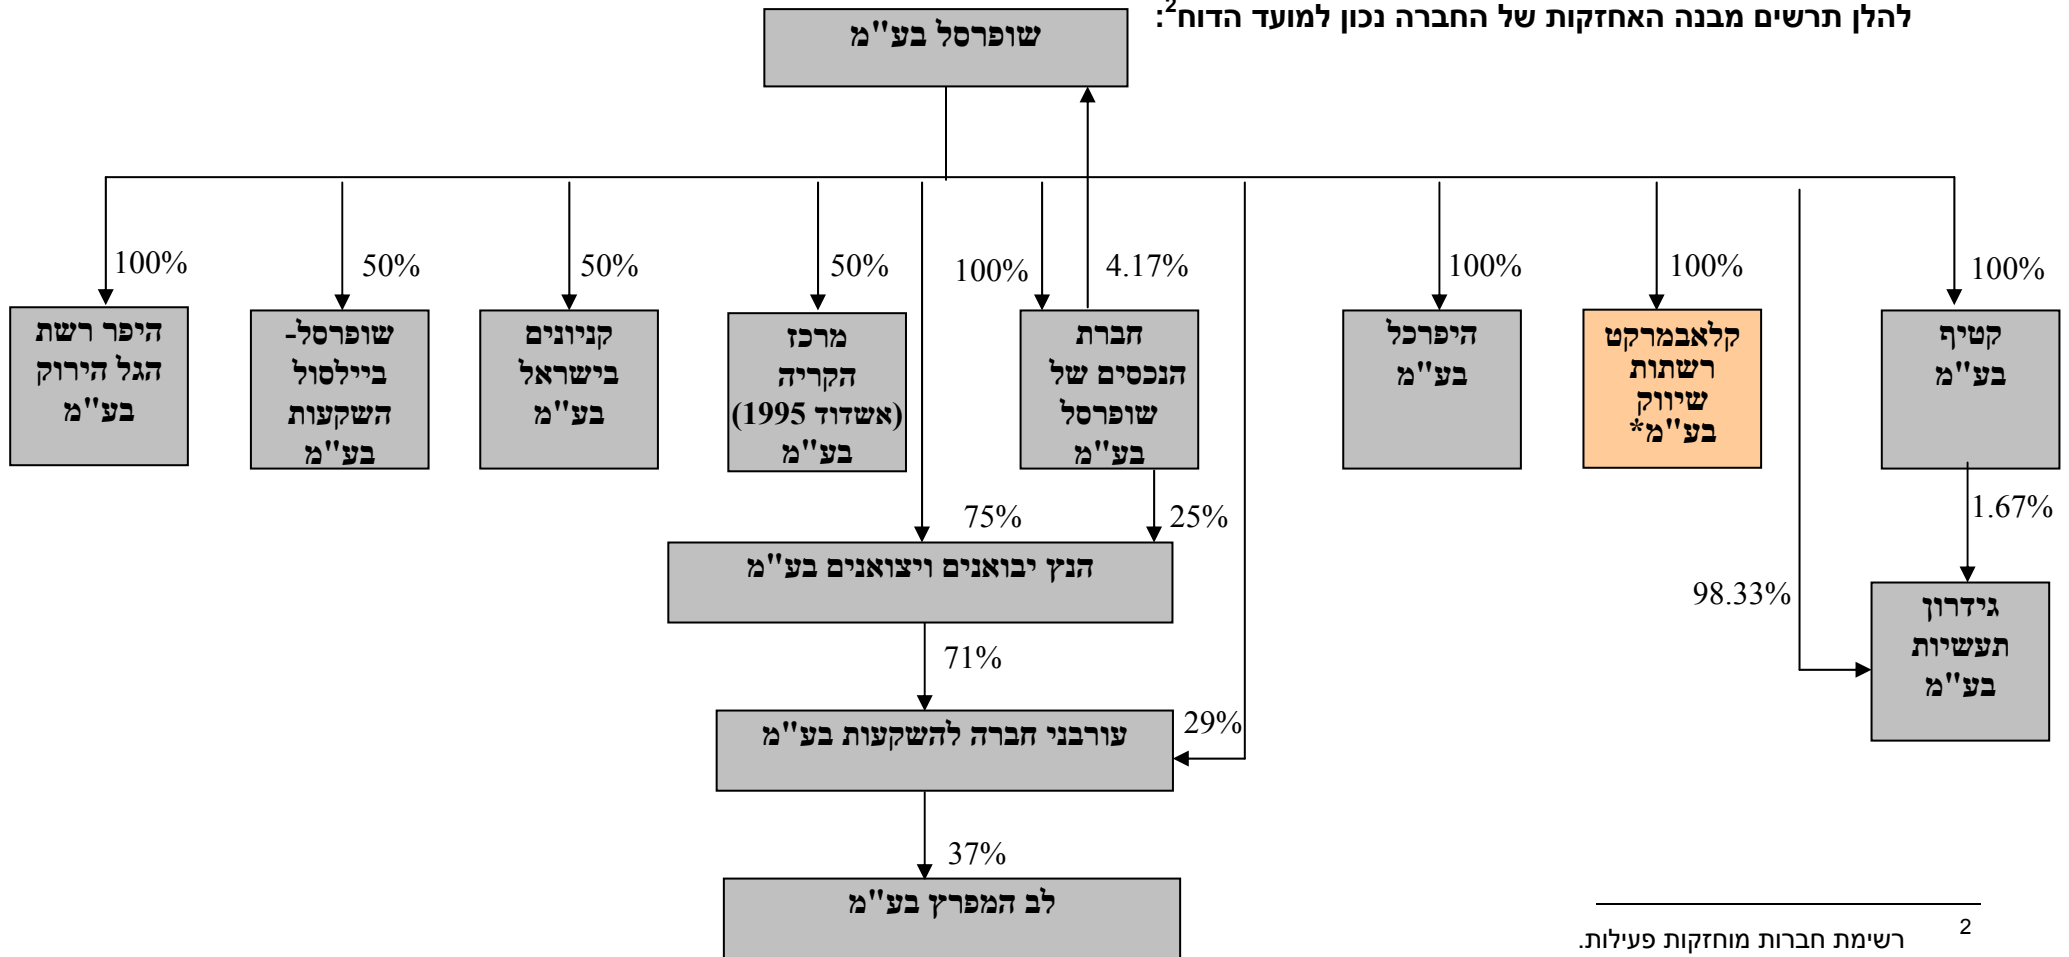 להלן תרשים מבנה האחזקות של החברה נכון למועד הדוח2:
שופרסל בע"מ
100%
50%
50%
50%
100%
4.17%
100%
100%
100%
היפר רשת
הגל הירוק
בע"מ
שופרסל-
ביילסול
השקעות
בע"מ
קניונים
בישראל
בע"מ
מרכז
הקריה
(אשדוד 1995)
בע"מ
חברת
הנכסים של
שופרסל
בע"מ
היפרכל
בע"מ
קלאבמרקט
רשתות
שיווק
בע"מ*
קטיף
בע"מ
75%
25%
1.67%
הנץ יבואנים ויצואנים בע"מ
98.33%
גידרון
תעשיות
בע"מ
71%
29%
עורבני חברה להשקעות בע"מ
37%
לב המפרץ בע"מ
2 רשימת חברות מוחזקות פעילות.